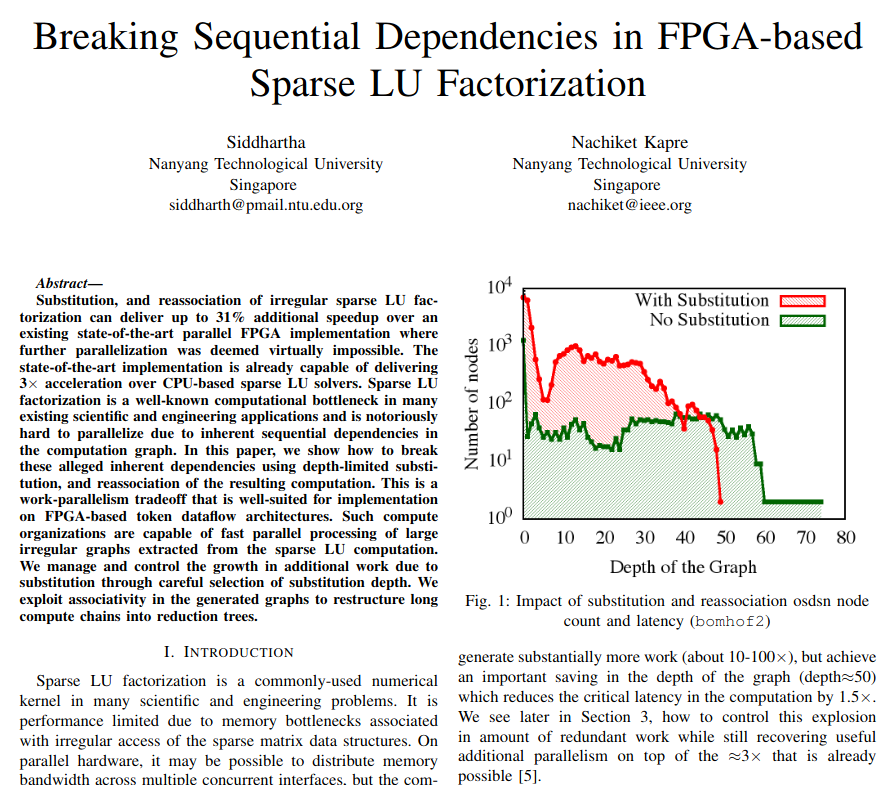 Breaking Sequential Dependencies in FPGA-based
Sparse LU Factorization
Siddhartha
Nanyang Technological University
Singapore
siddharth@pmail.ntu.edu.org
Nachiket Kapre
Nanyang Technological University
Singapore
nachiket@ieee.org
Abstract—
Substitution, and reassociation of irregular sparse LU fac-
torization can deliver up to 31% additional speedup over an
existing state-of-the-art parallel FPGA implementation where
further parallelization was deemed virtually impossible. The
state-of-the-art implementation is already capable of delivering
3× acceleration over CPU-based sparse LU solvers. Sparse LU
factorization is a well-known computational bottleneck in many
existing scientific and engineering applications and is notoriously
hard to parallelize due to inherent sequential dependencies in
the computation graph. In this paper, we show how to break
these alleged inherent dependencies using depth-limited substi-
tution, and reassociation of the resulting computation. This is a
work-parallelism tradeoff that is well-suited for implementation
on FPGA-based token dataflow architectures. Such compute
organizations are capable of fast parallel processing of large
irregular graphs extracted from the sparse LU computation.
We manage and control the growth in additional work due to
substitution through careful selection of substitution depth. We
exploit associativity in the generated graphs to restructure long
compute chains into reduction trees.
I. INTRODUCTION
Sparse LU factorization is a commonly-used numerical
kernel in many scientific and engineering problems. It is
performance limited due to memory bottlenecks associated
with irregular access of the sparse matrix data structures. On
parallel hardware, it may be possible to distribute memory
bandwidth across multiple concurrent interfaces, but the com-
10⁴
10³
10²
10¹
10⁰
Number of nodes
With Substitution
No Substitution
0 10 20 30 40 50 60 70 80
Depth of the Graph
Fig. 1: Impact of substitution and reassociation osdsn node
count and latency (bomhof2)
generate substantially more work (about 10-100×), but achieve
an important saving in the depth of the graph (depth≈50)
which reduces the critical latency in the computation by 1.5×.
We see later in Section 3, how to control this explosion
in amount of redundant work while still recovering useful
additional parallelism on top of the ≈3× that is already
possible [5].